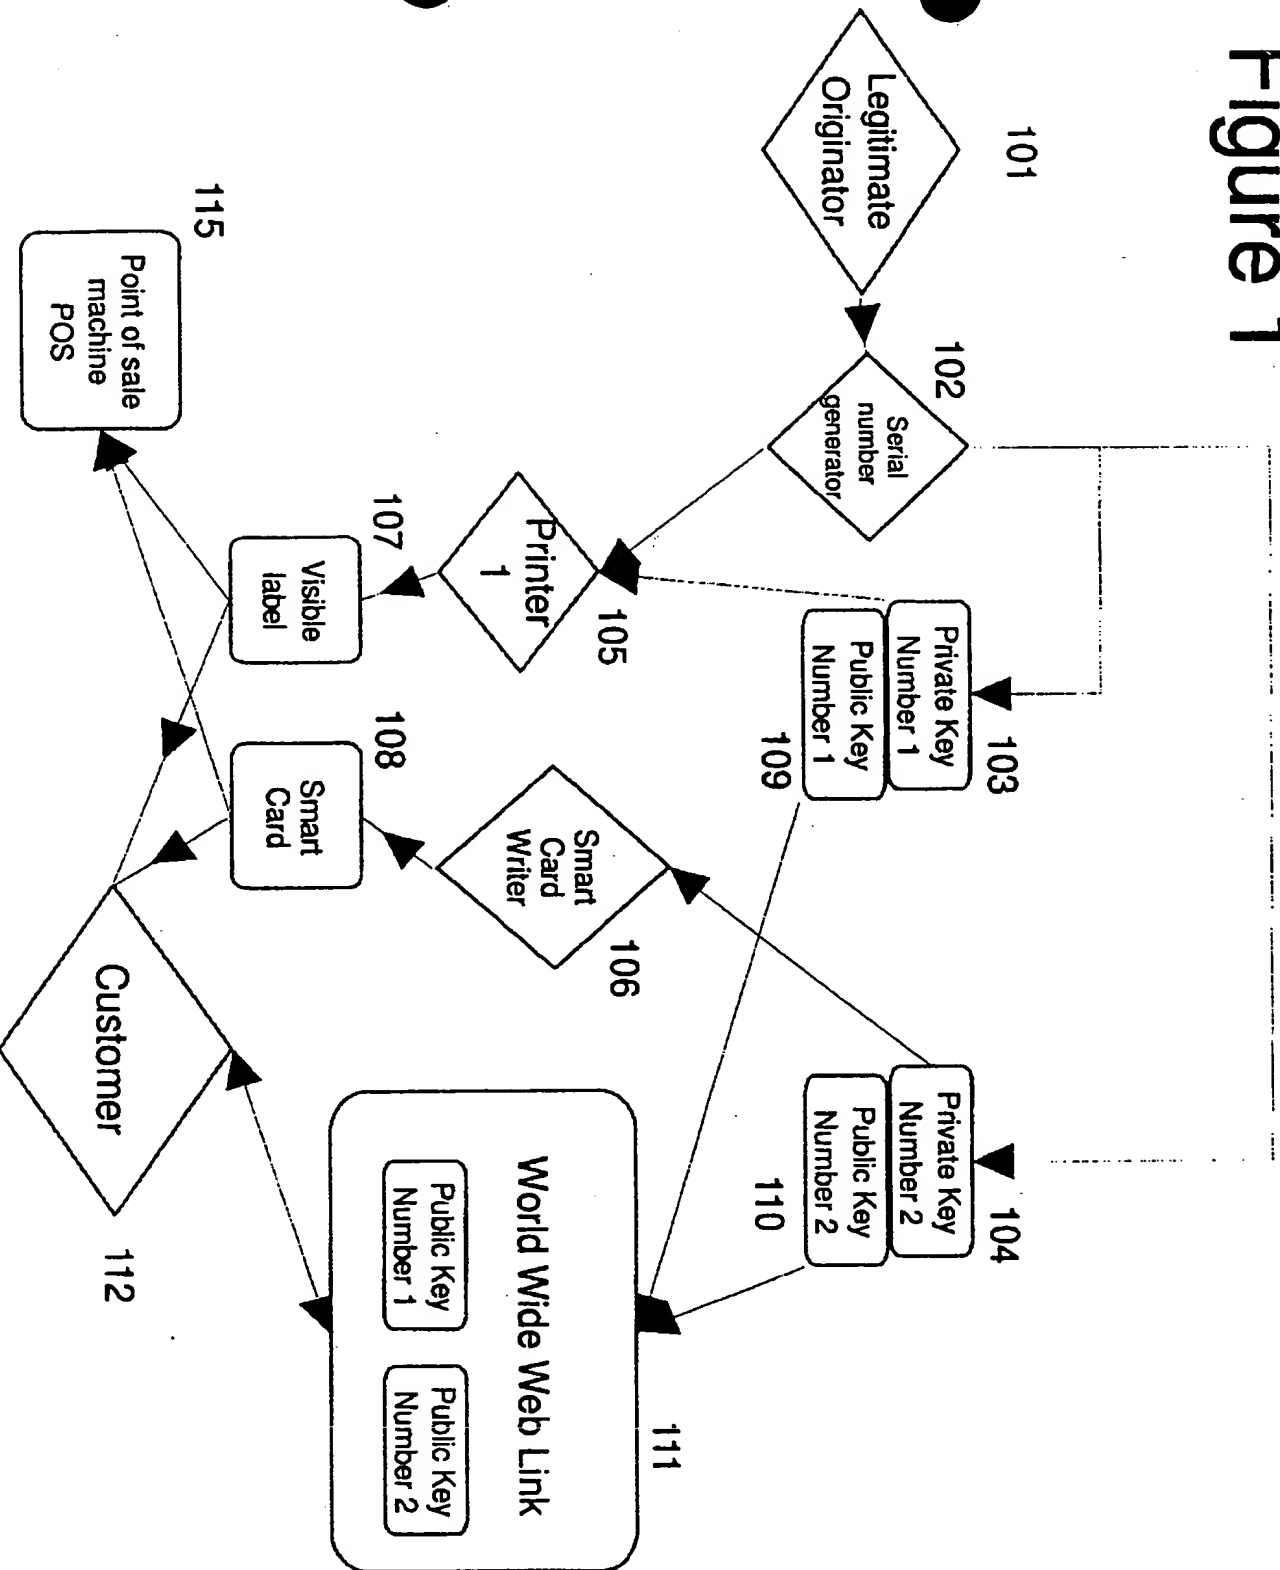 Figure 1
101
Legitimate
Originator
102
Serial
number
generator
103
Private Key
Number 1
Public Key
Number 1
109
104
Private Key
Number 2
Public Key
Number 2
110
105
Printer
1
106
Smart
Card
Writer
107
Visible
label
108
Smart
Card
111
World Wide Web Link
Public Key
Number 1
Public Key
Number 2
115
Point of sale
machine
POS
Customer
112